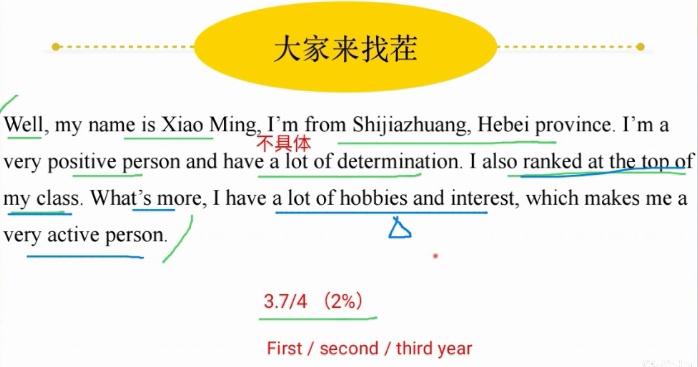 大家来找茬
Well, my name is Xiao Ming, I'm from Shijiazhuang, Hebei province. I'm a
不具体
very positive person and have a lot of determination. I also ranked at the top of
my class. What's more, I have a lot of hobbies and interest, which makes me a
very active person.
3.7/4 (2%)
First / second / third year